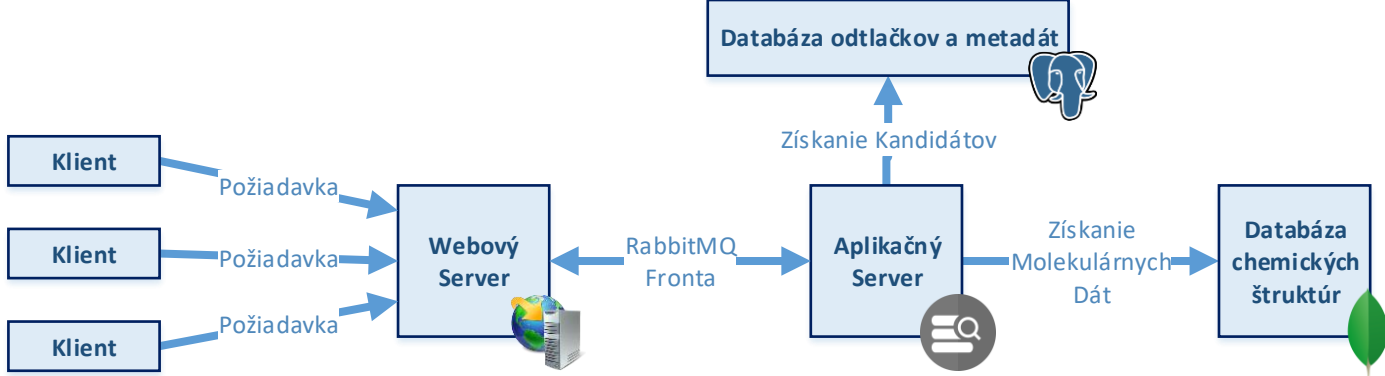 Databáza odtlačkov a metadát
Získanie Kandidátov
Klient
Požiadavka
Klient
Požiadavka
Klient
Požiadavka
Webový
Server
RabbitMQ
Fronta
Aplikačný
Server
Získanie
Molekulárnych
Dát
Databáza
chemických
štruktúr